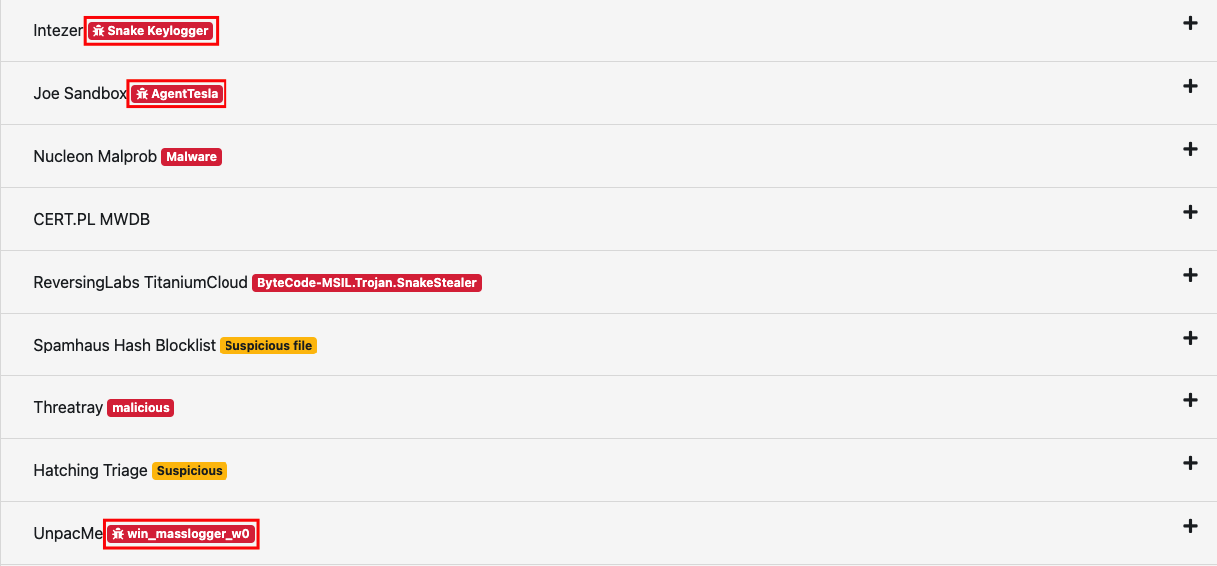 Intezer Snake Keylogger
Joe Sandbox AgentTesla
Nucleon Malprob Malware
CERT.PL MWDB
ReversingLabs TitaniumCloud ByteCode-MSIL.Trojan.SnakeStealer
Spamhaus Hash Blocklist Suspicious file
Threatray malicious
Hatching Triage Suspicious
UnpacMe win_masslogger_w0